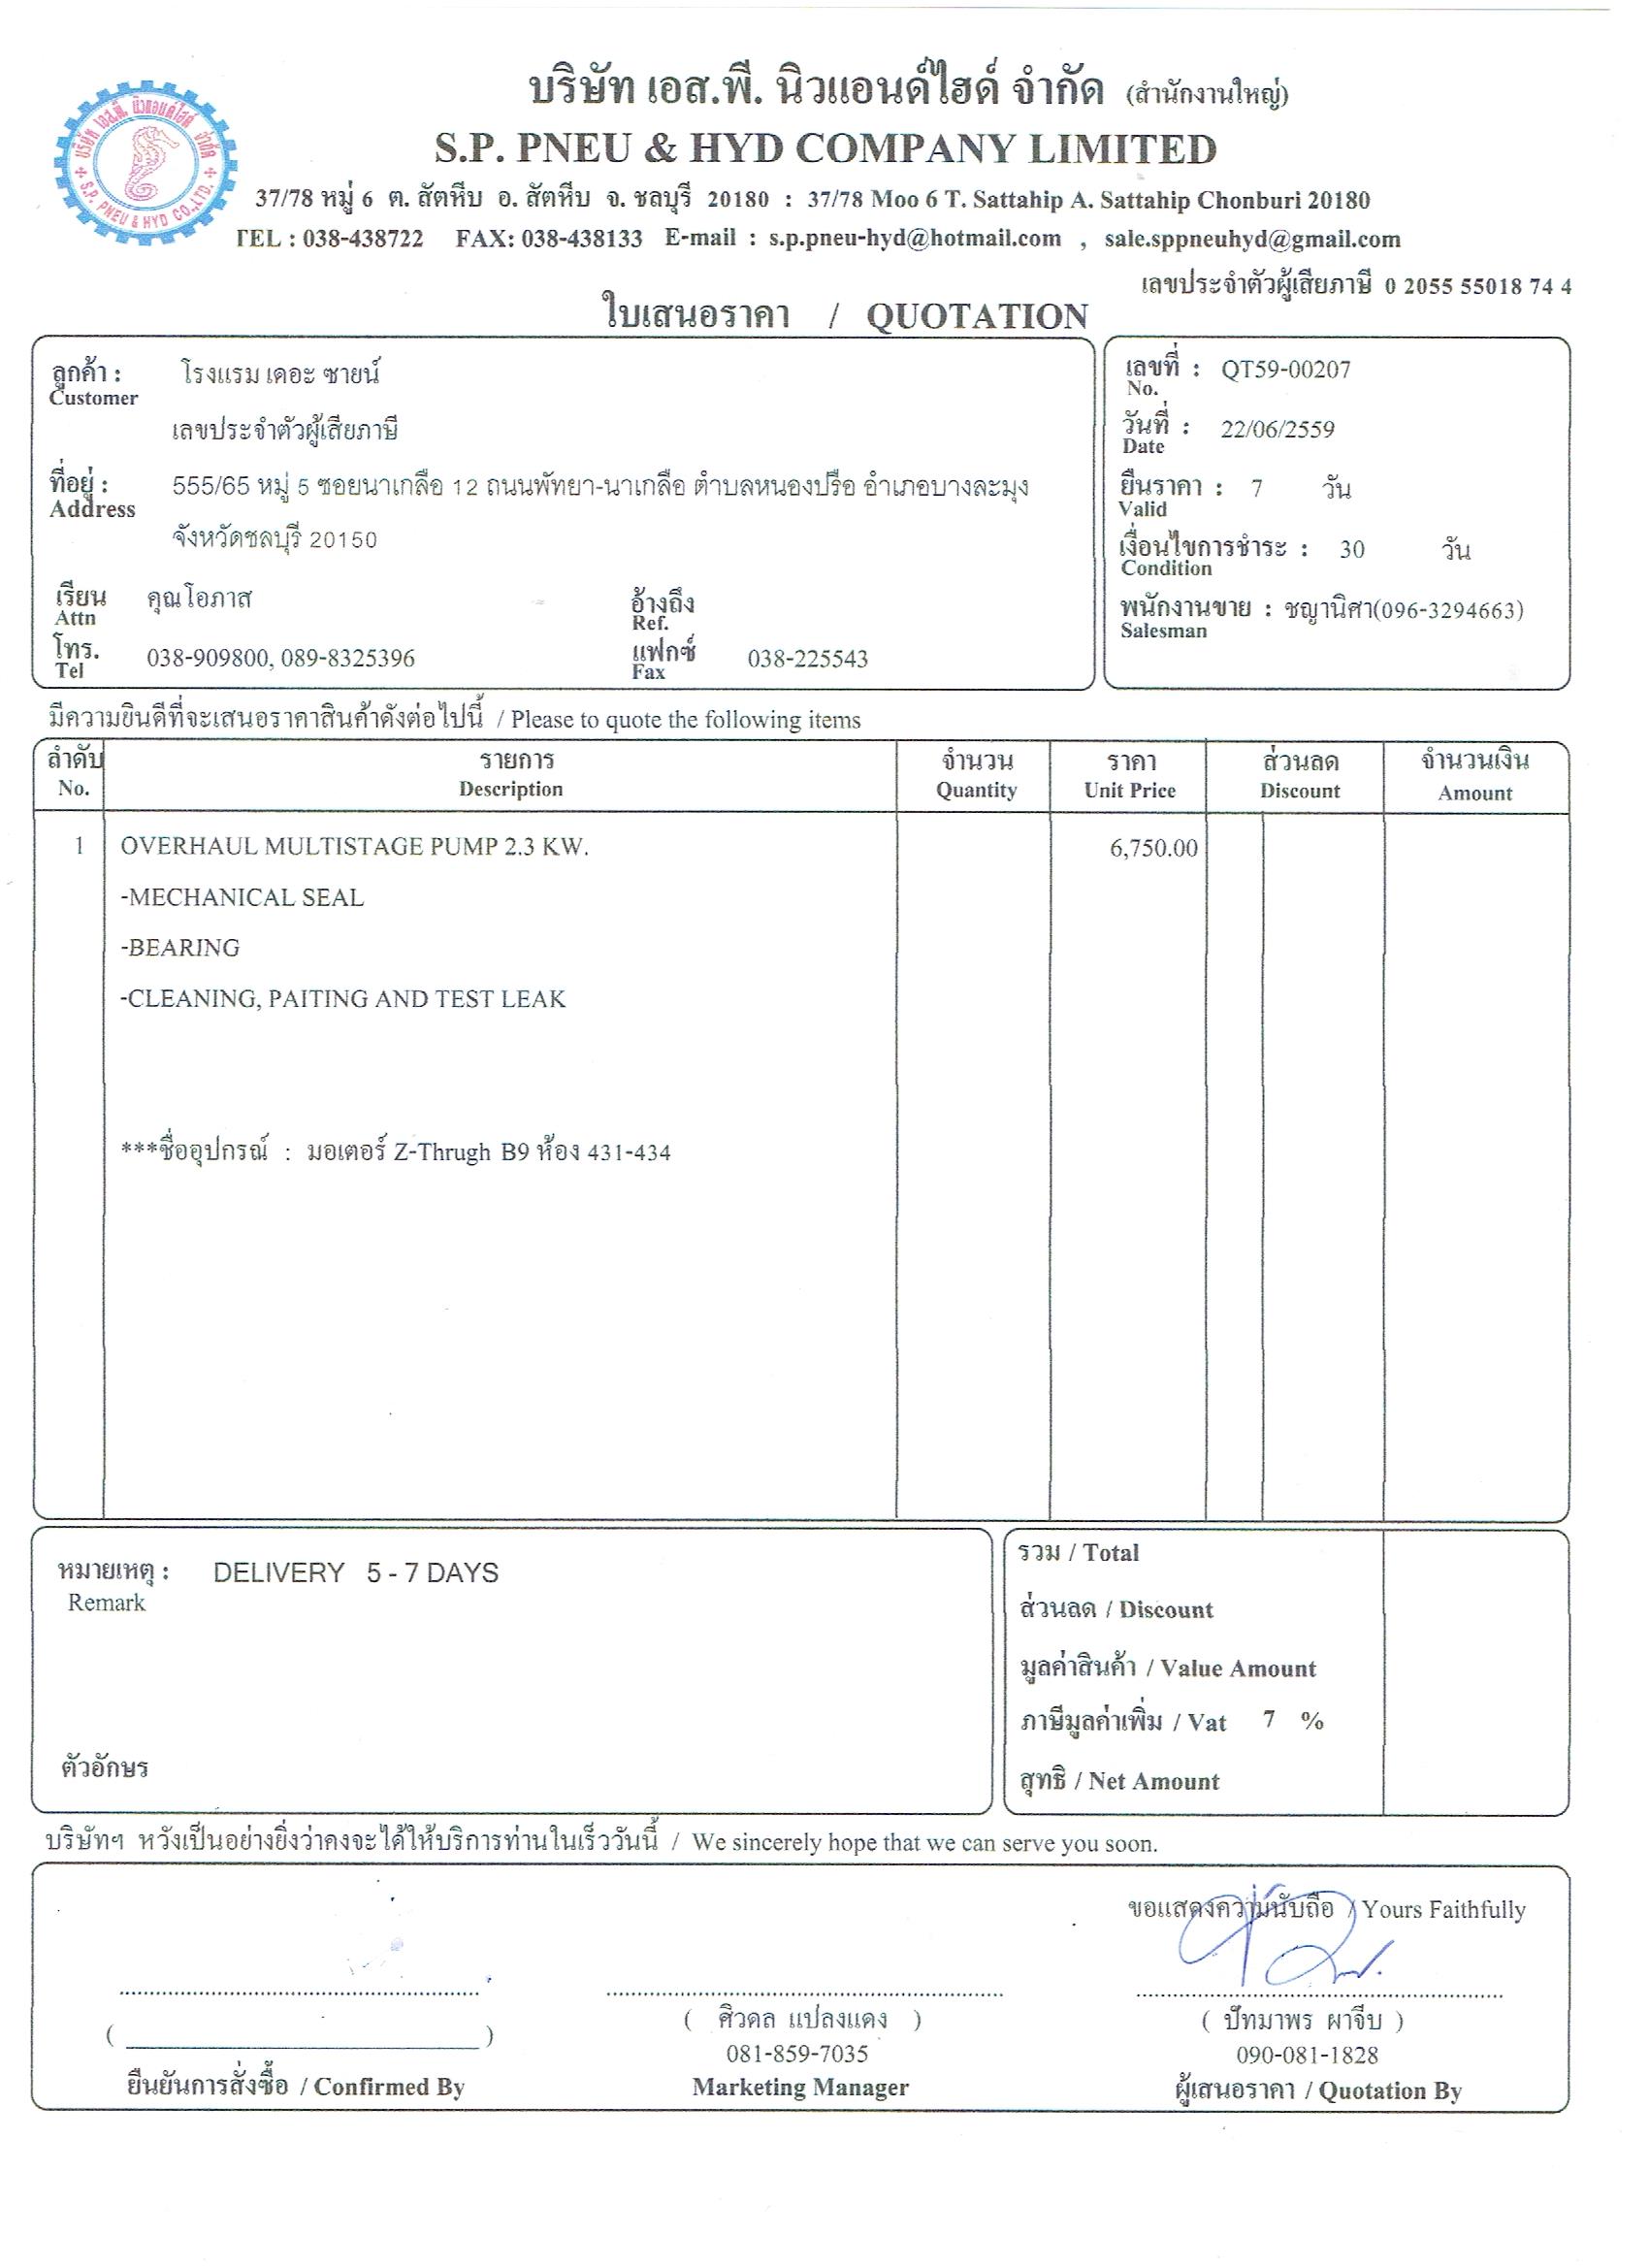 บริษัท เอส.พี. นิวแอนด์ไฮด์ จำกัด (สำนักงานใหญ่)
S.P. PNEU & HYD COMPANY LIMITED
บริษัท เอส.พี. นิวแอนด์ไฮด์ จำกัด
S.P. PNEU & HYD CO.,LTD.
37/78 หมู่ 6 ต. สัตหีบ อ. สัตหีบ จ. ชลบุรี 20180 : 37/78 Moo 6 T. Sattahip A. Sattahip Chonburi 20180
TEL : 038-438722 FAX: 038-438133 E-mail : s.p.pneu-hyd@hotmail.com , sale.sppneuhyd@gmail.com
เลขประจำตัวผู้เสียภาษี 0 2055 55018 74 4
ใบเสนอราคา / QUOTATION
ลูกค้า : โรงแรม เดอะ ซายน์
Customer
เลขประจำตัวผู้เสียภาษี
ที่อยู่ : 555/65 หมู่ 5 ซอยนาเกลือ 12 ถนนพัทยา-นาเกลือ ตำบลหนองปรือ อำเภอบางละมุง
Address
จังหวัดชลบุรี 20150
เรียน คุณโอภาส อ้างถึง
Attn Ref.
โทร. 038-909800, 089-8325396 แฟกซ์ 038-225543
Tel Fax
เลขที่ : QT59-00207
No.
วันที่ : 22/06/2559
Date
ยืนราคา : 7 วัน
Valid
เงื่อนไขการชำระ : 30 วัน
Condition
พนักงานขาย : ชญานิศา(096-3294663)
Salesman
มีความยินดีที่จะเสนอราคาสินค้าดังต่อไปนี้ / Please to quote the following items
ลำดับ รายการ จำนวน ราคา ส่วนลด จำนวนเงิน
No. Description Quantity Unit Price Discount Amount
1 OVERHAUL MULTISTAGE PUMP 2.3 KW. 6,750.00
-MECHANICAL SEAL
-BEARING
-CLEANING, PAITING AND TEST LEAK
***ชื่ออุปกรณ์ : มอเตอร์ Z-Thrugh B9 ห้อง 431-434
หมายเหตุ : DELIVERY 5 - 7 DAYS
Remark
ตัวอักษร
รวม / Total
ส่วนลด / Discount
มูลค่าสินค้า / Value Amount
ภาษีมูลค่าเพิ่ม / Vat 7 %
สุทธิ / Net Amount
บริษัทฯ หวังเป็นอย่างยิ่งว่าคงจะได้ให้บริการท่านในเร็ววันนี้ / We sincerely hope that we can serve you soon.
ขอแสดงความนับถือ / Yours Faithfully
( ) ( ศิวดล แปลงแดง ) ( ปัทมาพร ผาจีบ )
081-859-7035 090-081-1828
ยืนยันการสั่งซื้อ / Confirmed By Marketing Manager ผู้เสนอราคา / Quotation By